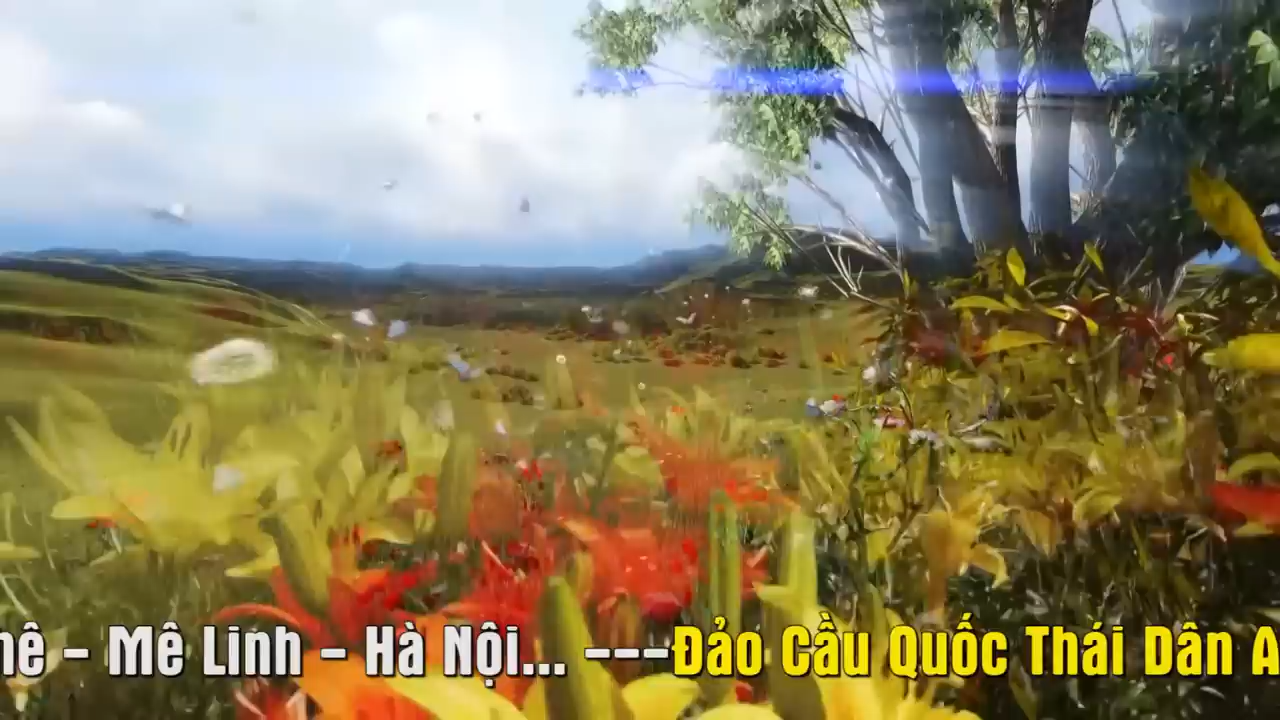 hê – Mê Linh – Hà Nội... ---Đảo Cầu Quốc Thái Dân A